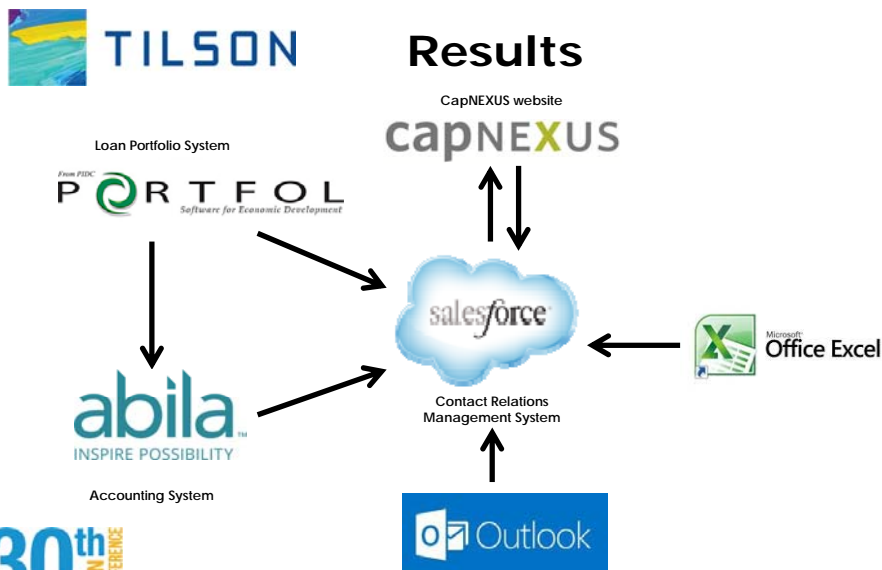 TILSON
Results
CapNEXUS website
capNEXUS
Loan Portfolio System
From PIDC
PORTFOL
Software for Economic Development
salesforce
Microsoft
Office Excel
Contact Relations
Management System
abila™
INSPIRE POSSIBILITY
Accounting System
Outlook
30th